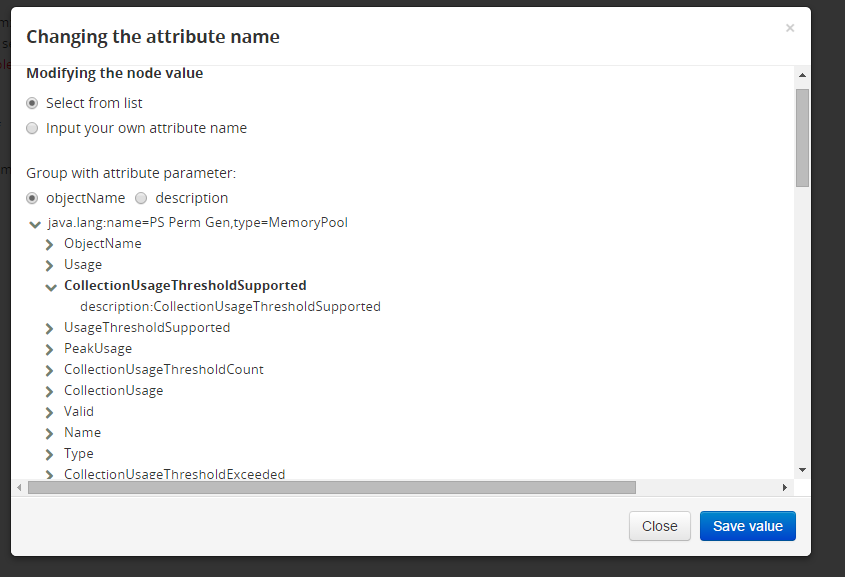 Changing the attribute name
×
Modifying the node value
Select from list
Input your own attribute name
Group with attribute parameter:
objectName description
java.lang:name=PS Perm Gen,type=MemoryPool
ObjectName
Usage
CollectionUsageThresholdSupported
description:CollectionUsageThresholdSupported
UsageThresholdSupported
PeakUsage
CollectionUsageThresholdCount
CollectionUsage
Valid
Name
Type
CollectionUsageThresholdExceeded
Close Save value